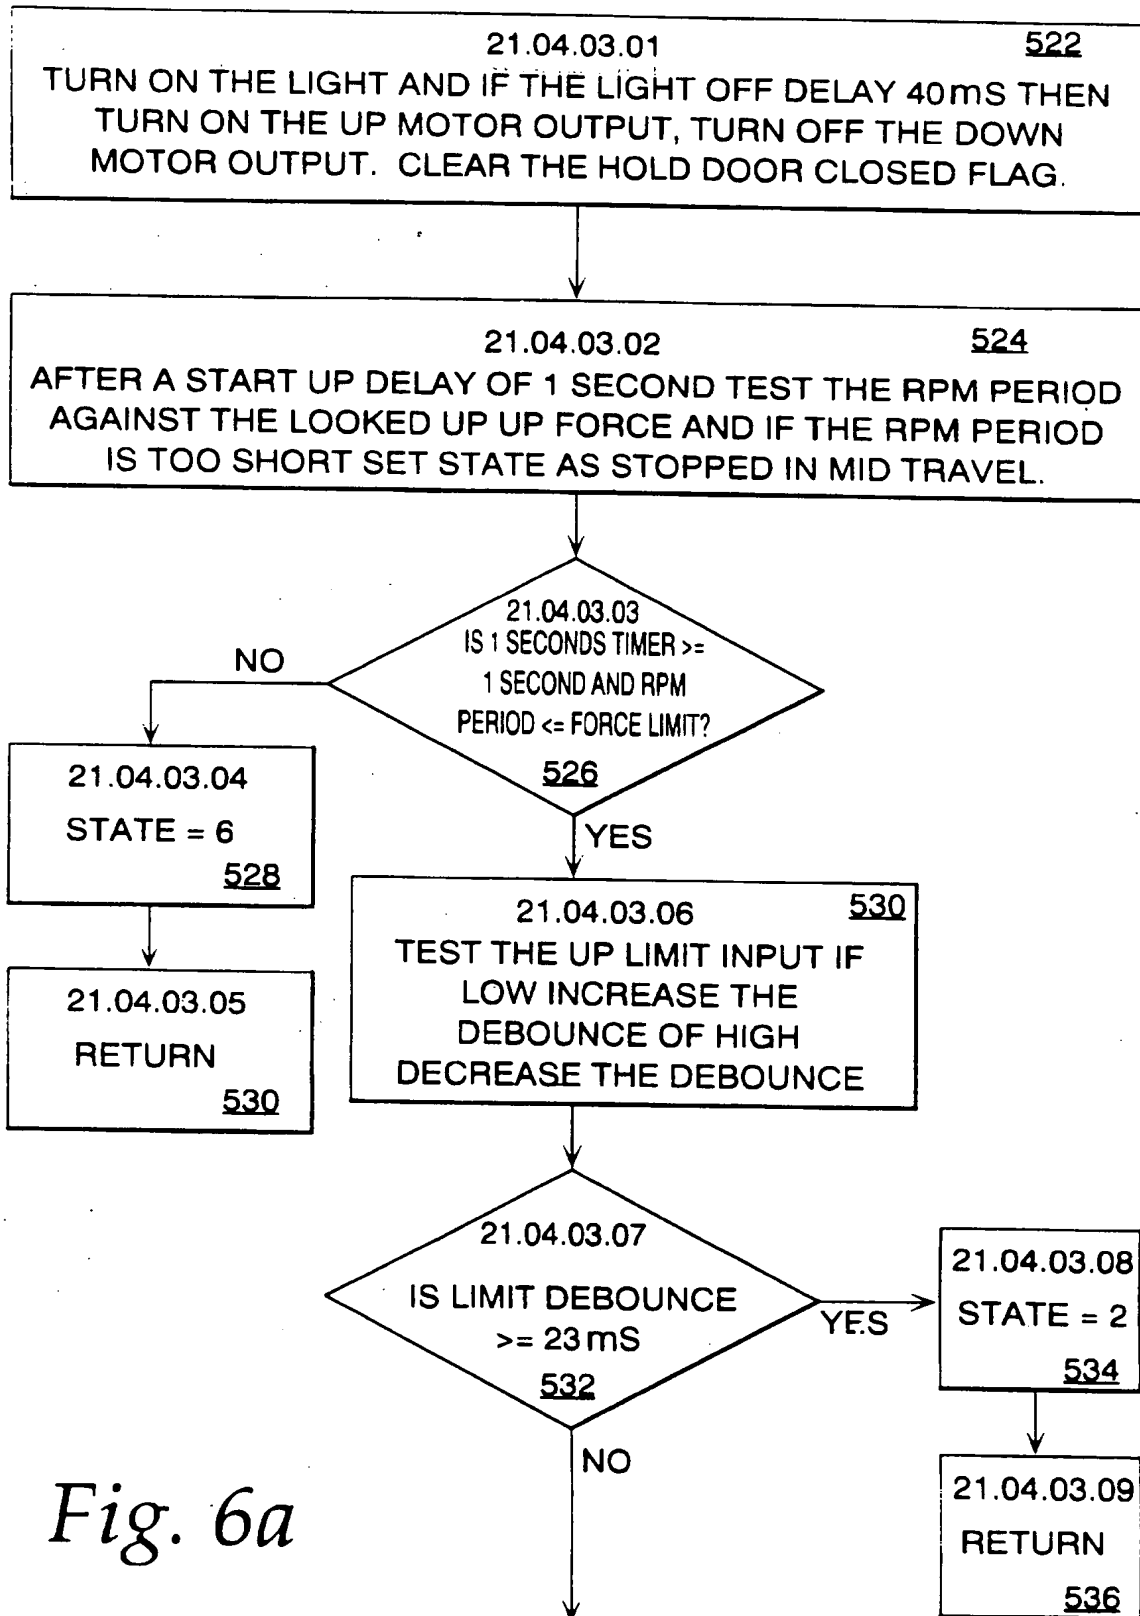 21.04.03.01 522
TURN ON THE LIGHT AND IF THE LIGHT OFF DELAY 40mS THEN
TURN ON THE UP MOTOR OUTPUT, TURN OFF THE DOWN
MOTOR OUTPUT. CLEAR THE HOLD DOOR CLOSED FLAG.
21.04.03.02 524
AFTER A START UP DELAY OF 1 SECOND TEST THE RPM PERIOD
AGAINST THE LOOKED UP UP FORCE AND IF THE RPM PERIOD
IS TOO SHORT SET STATE AS STOPPED IN MID TRAVEL.
21.04.03.03
IS 1 SECONDS TIMER >=
1 SECOND AND RPM
PERIOD <= FORCE LIMIT?
526
NO
21.04.03.04
STATE = 6
528
21.04.03.05
RETURN
530
YES
21.04.03.06 530
TEST THE UP LIMIT INPUT IF
LOW INCREASE THE
DEBOUNCE OF HIGH
DECREASE THE DEBOUNCE
21.04.03.07
IS LIMIT DEBOUNCE
>= 23 mS
532
YES
21.04.03.08
STATE = 2
534
21.04.03.09
RETURN
536
NO
Fig. 6a